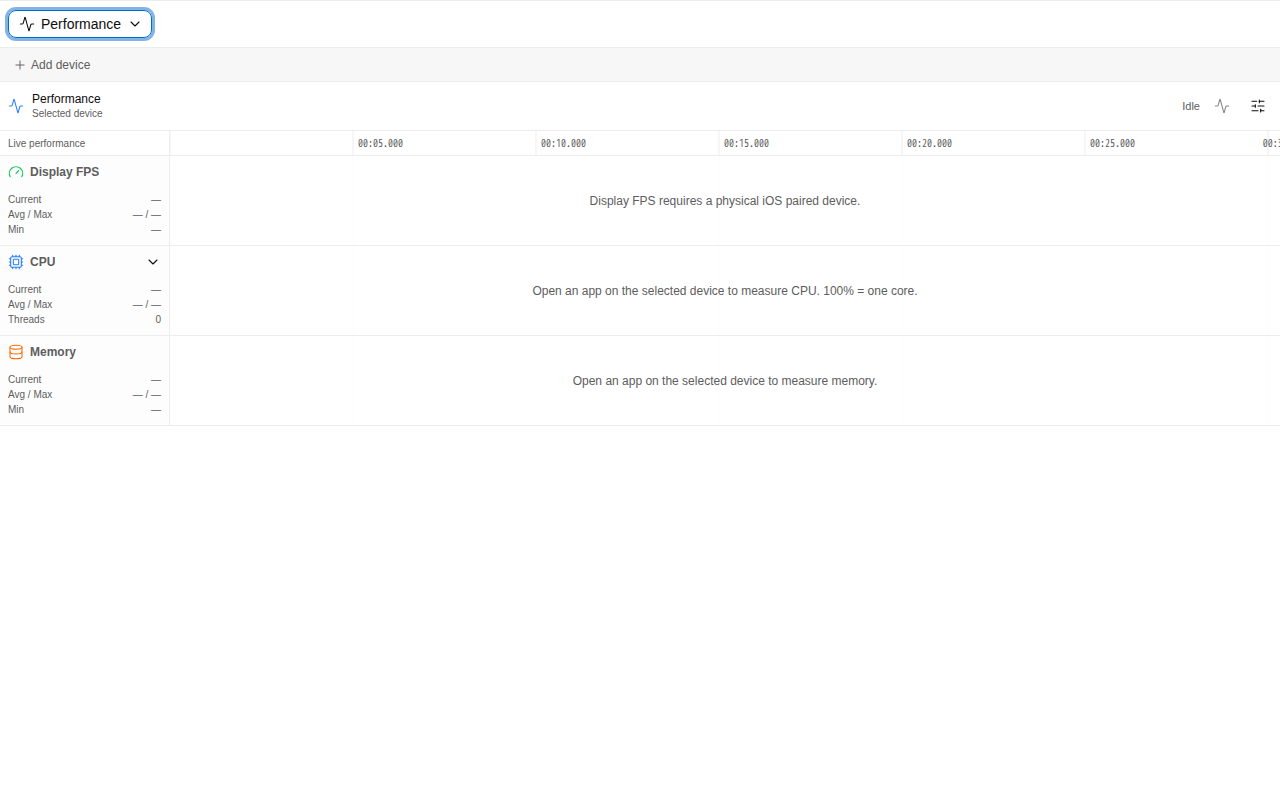 Performance
Add device
Performance
Selected device
Idle
Live performance
00:05.000
00:10.000
00:15.000
00:20.000
00:25.000
Display FPS
Current —
Avg / Max — / —
Min —
Display FPS requires a physical iOS paired device.
CPU
Current —
Avg / Max — / —
Threads 0
Open an app on the selected device to measure CPU. 100% = one core.
Memory
Current —
Avg / Max — / —
Min —
Open an app on the selected device to measure memory.